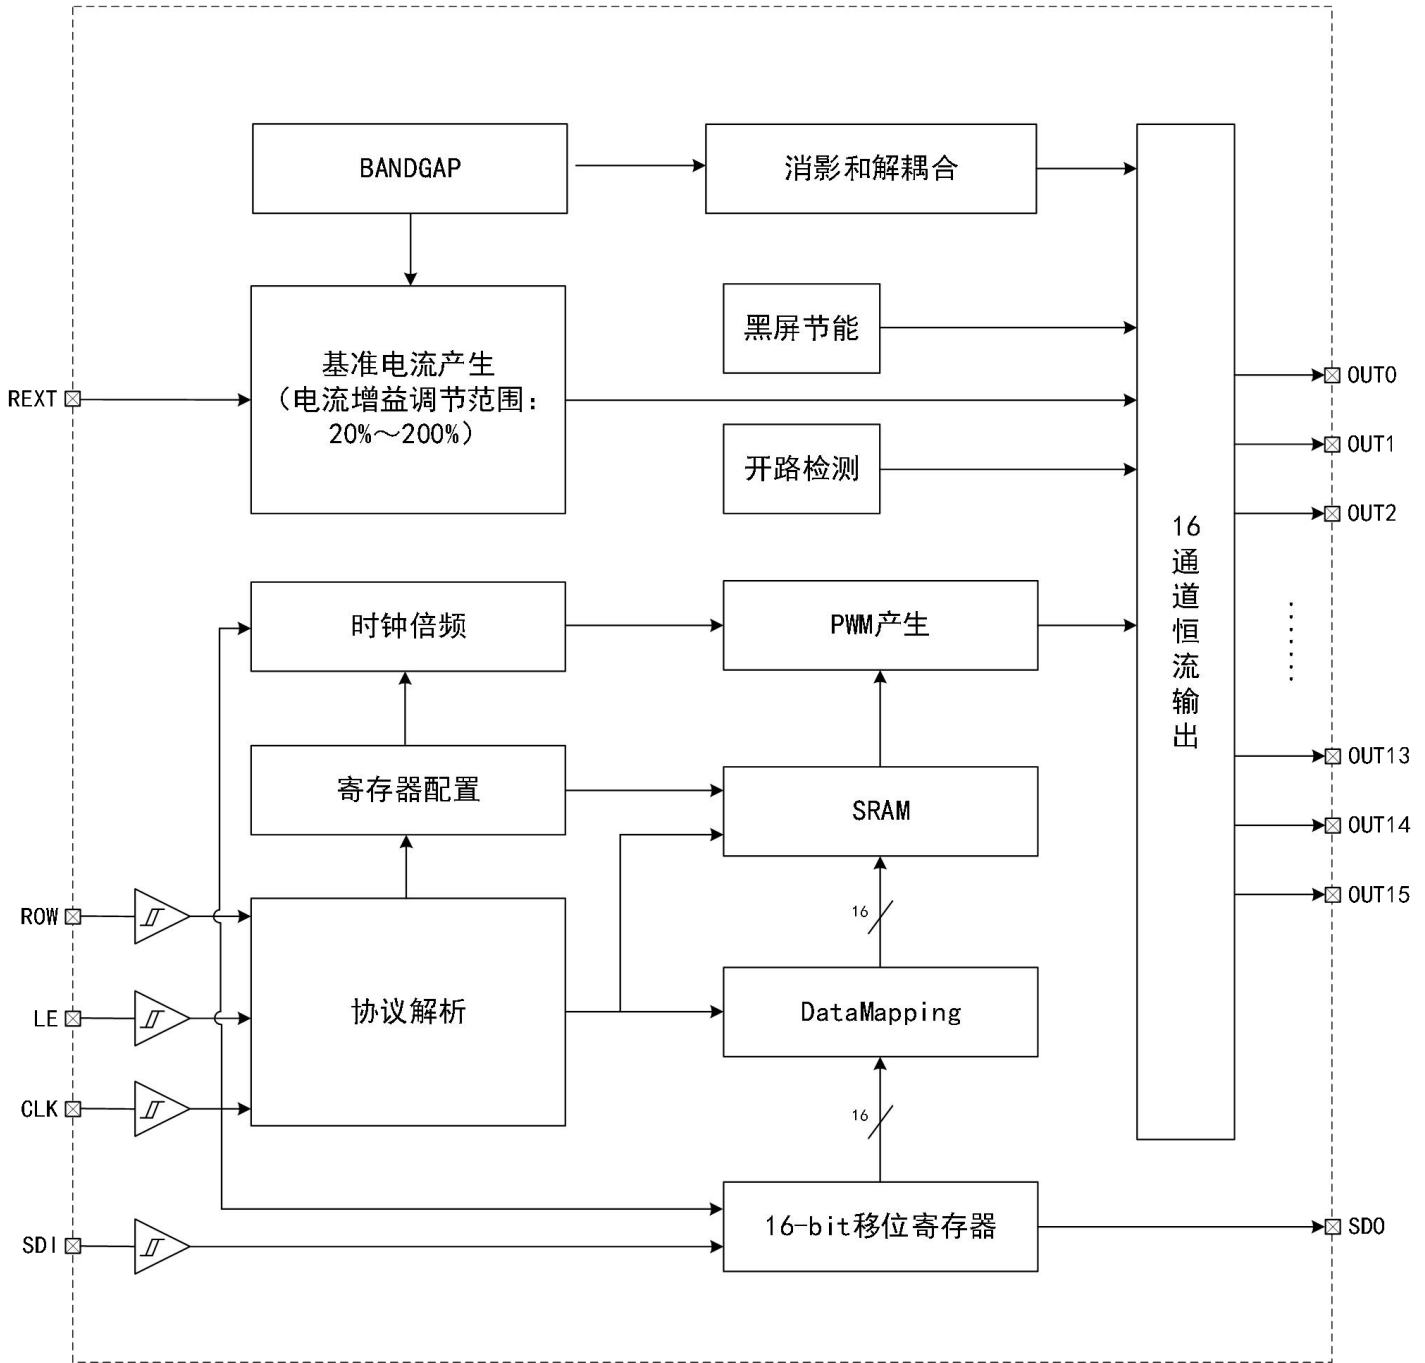 BANDGAP
消影和解耦合
黑屏节能
基准电流产生
（电流增益调节范围：
20%～200%）
REXT
开路检测
OUT0
OUT1
OUT2
16
通
道
恒
流
输
出
时钟倍频
PWM产生
寄存器配置
SRAM
OUT13
OUT14
OUT15
ROW
16
LE
协议解析
DataMapping
CLK
16
SDI
16-bit移位寄存器
SDO